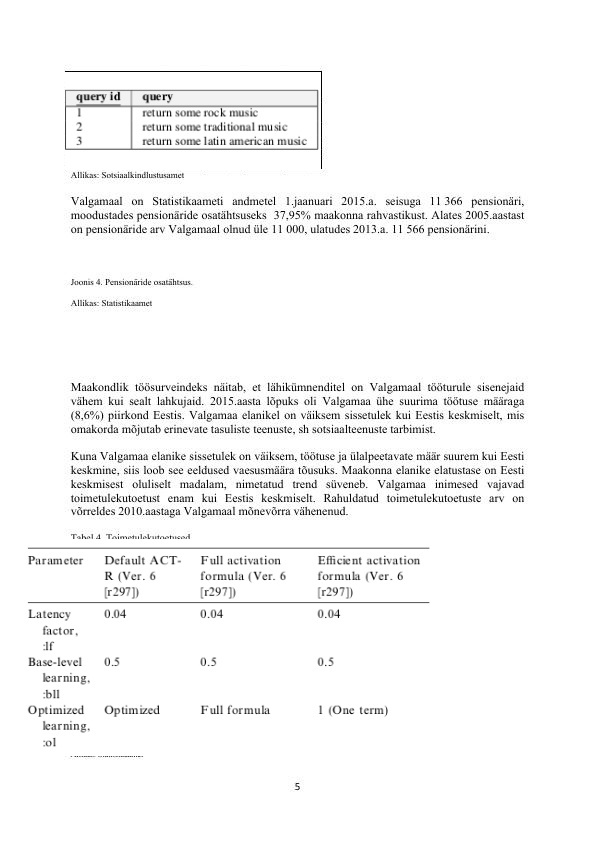 query id query
1 return some rock music
2 return some traditional music
3 return some latin american music
Allikas: Sotsiaalkindlustusamet
Valgamaal on Statistikaameti andmetel 1.jaanuari 2015.a. seisuga 11 366 pensionäri,
moodustades pensionäride osatähtsuseks 37,95% maakonna rahvastikust. Alates 2005.aastast
on pensionäride arv Valgamaal olnud üle 11 000, ulatudes 2013.a. 11 566 pensionärini.
Joonis 4. Pensionäride osatähtsus.
Allikas: Statistikaamet
Maakondlik töösurveindeks näitab, et lähikümnenditel on Valgamaal tööturule sisenejaid
vähem kui sealt lahkujaid. 2015.aasta lõpuks oli Valgamaa ühe suurima töötuse määraga
(8,6%) piirkond Eestis. Valgamaa elanikel on väiksem sissetulek kui Eestis keskmiselt, mis
omakorda mõjutab erinevate tasuliste teenuste, sh sotsiaalteenuste tarbimist.
Kuna Valgamaa elanike sissetulek on väiksem, töötuse ja ülalpeetavate määr suurem kui Eesti
keskmine, siis loob see eeldused vaesusmäära tõusuks. Maakonna elanike elatustase on Eesti
keskmisest oluliselt madalam, nimetatud trend süveneb. Valgamaa inimesed vajavad
toimetulekutoetust enam kui Eestis keskmiselt. Rahuldatud toimetulekutoetuste arv on
võrreldes 2010.aastaga Valgamaal mõnevõrra vähenenud.
Tabel 4. Toimetulekutoetused
Parameter Default ACT- Full activation Efficient activation
R (Ver. 6 formula (Ver. 6 formula (Ver. 6
[r297]) [r297]) [r297])
Latency 0.04 0.04 0.04
factor,
:lf
Base-level 0.5 0.5 0.5
learning,
:bll
Optimized Optimized Full formula 1 (One term)
learning,
:ol
5